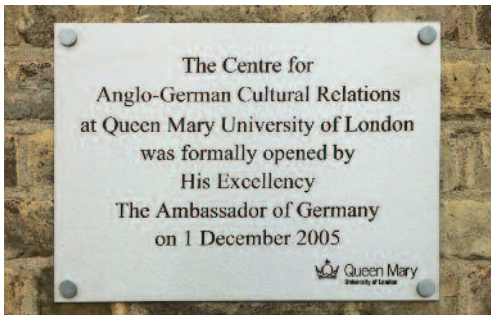 The Centre for
Anglo-German Cultural Relations
at Queen Mary University of London
was formally opened by
His Excellency
The Ambassador of Germany
on 1 December 2005
Queen Mary
University of London